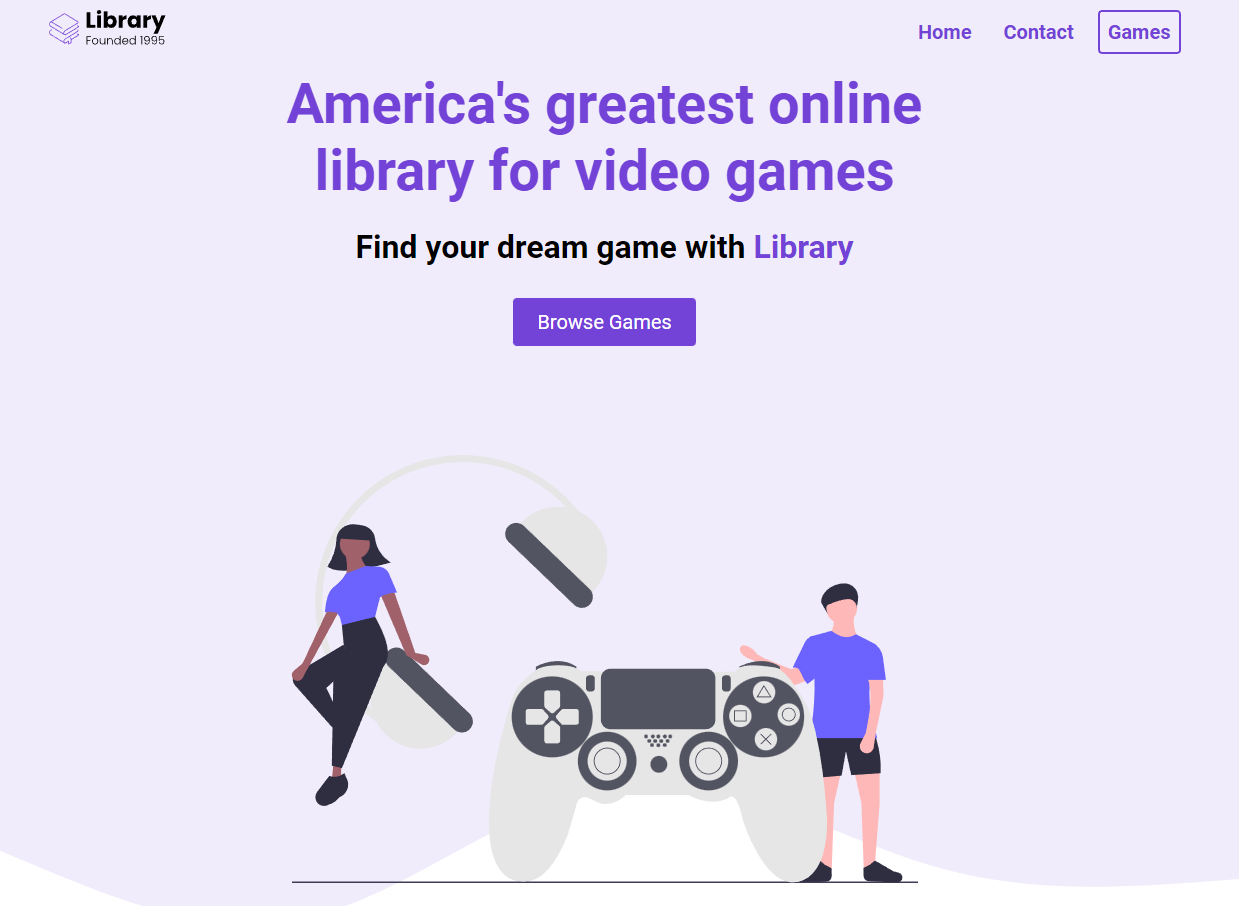 Library
Founded 1995
Home Contact Games
America's greatest online
library for video games
Find your dream game with Library
Browse Games